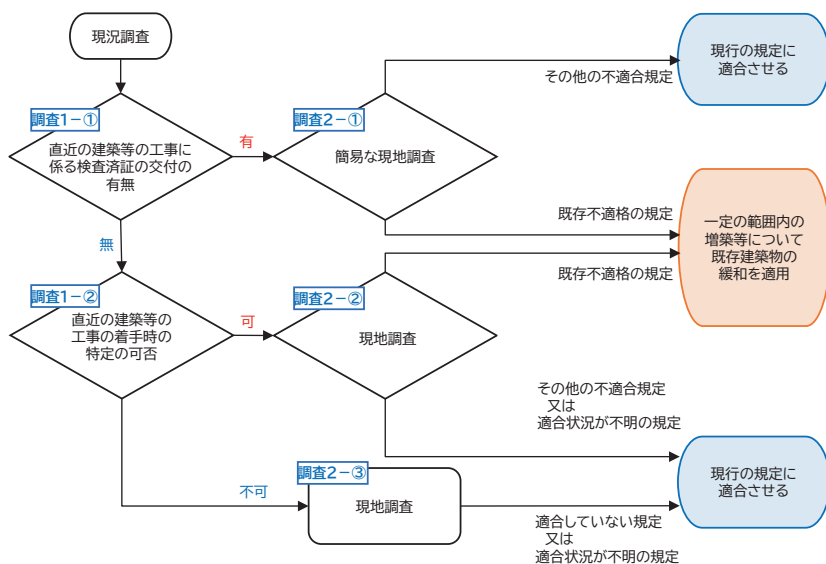 現況調査
現行の規定に
適合させる
その他の不適合規定
調査1-①
調査2-①
直近の建築等の工事に
係る検査済証の交付の
有無
有
簡易な現地調査
既存不適格の規定
一定の範囲内の
増築等について
既存建築物の
緩和を適用
無
既存不適格の規定
調査1-②
調査2-②
直近の建築等の
工事の着手時の
特定の可否
可
現地調査
その他の不適合規定
又は
適合状況が不明の規定
調査2-③
現行の規定に
適合させる
不可
現地調査
適合していない規定
又は
適合状況が不明の規定